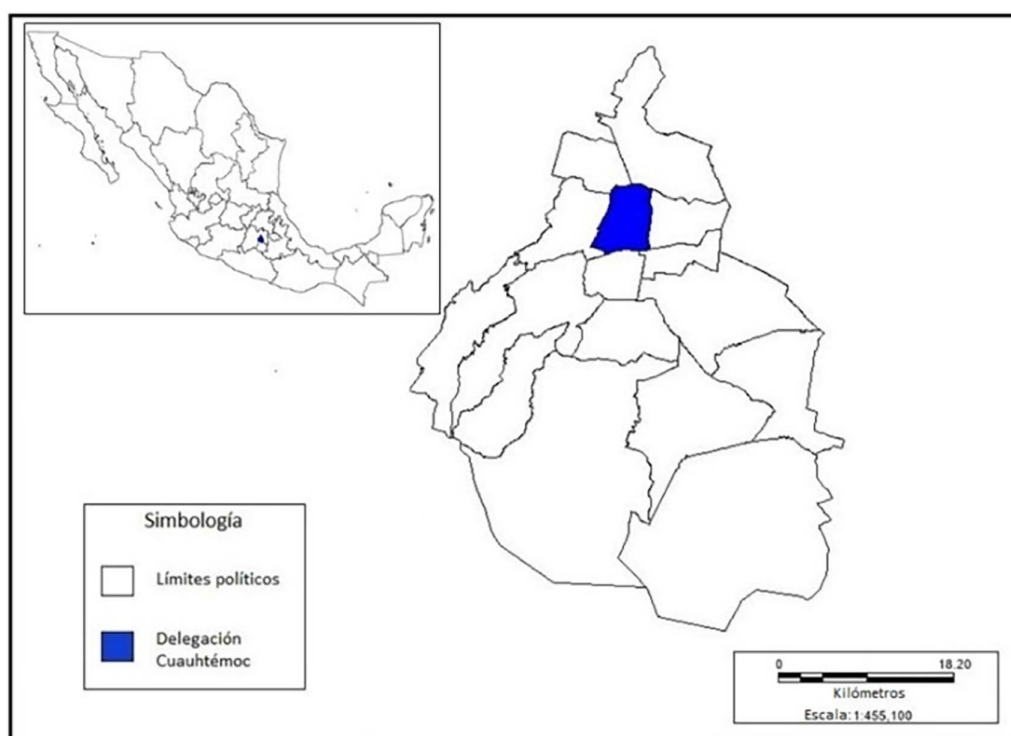 Simbología
Límites políticos
Delegación
Cuauhtémoc
0 18.20
Kilómetros
Escala: 1:455,100